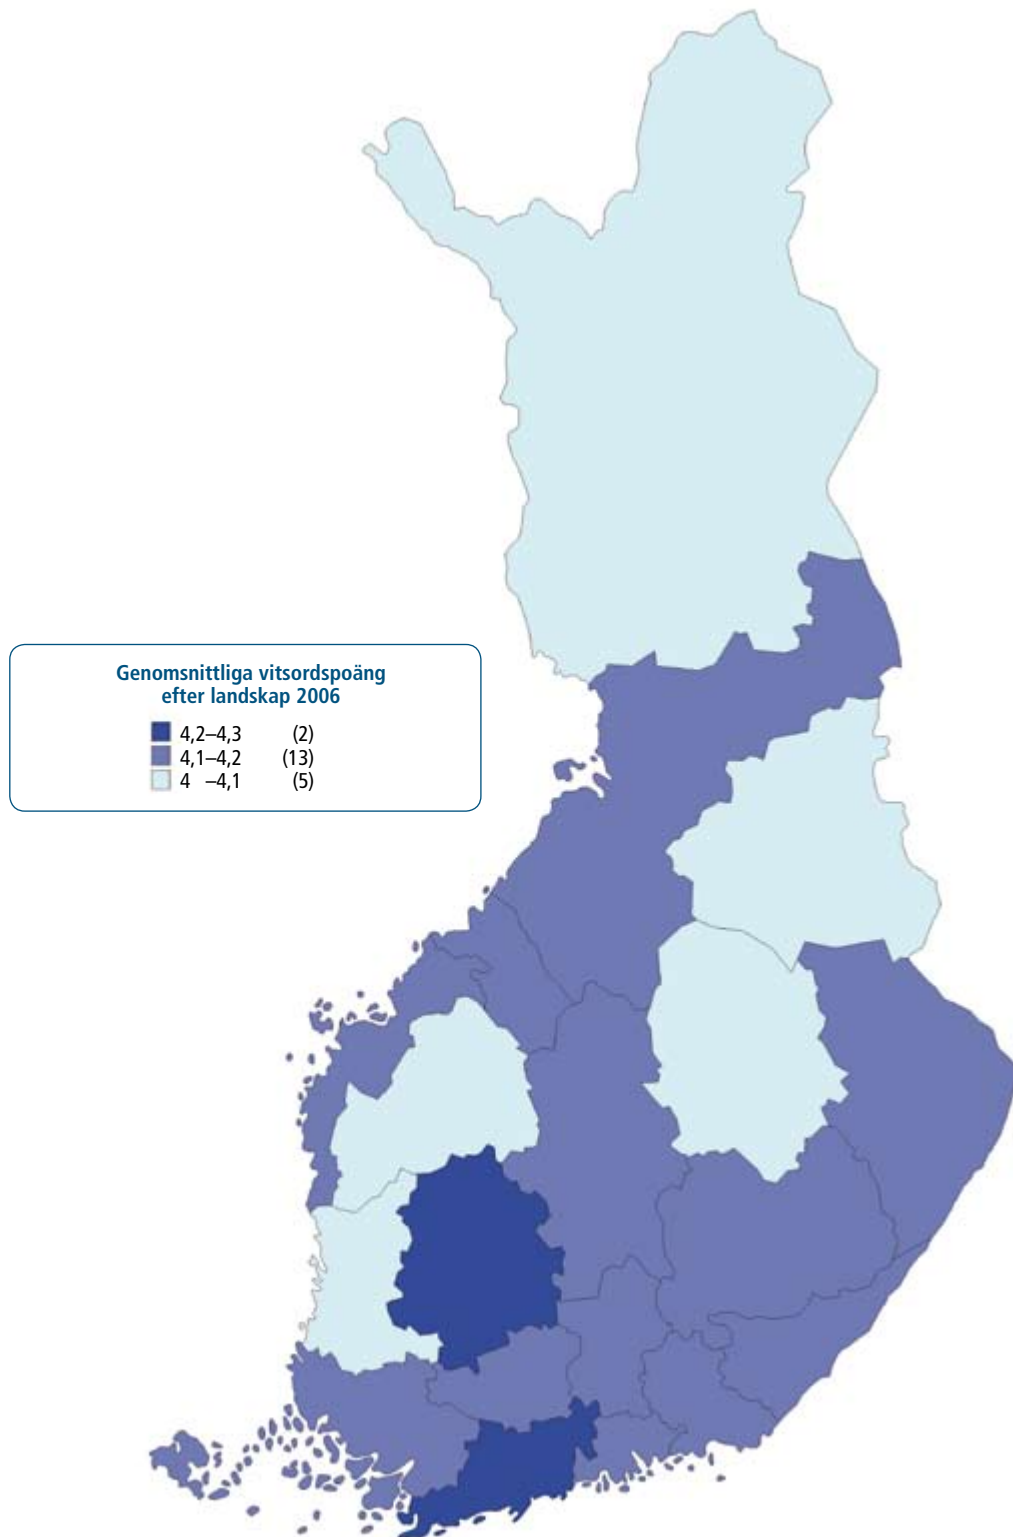 Genomsnittliga vitsordspoäng
efter landskap 2006
4,2–4,3 (2)
4,1–4,2 (13)
4 –4,1 (5)